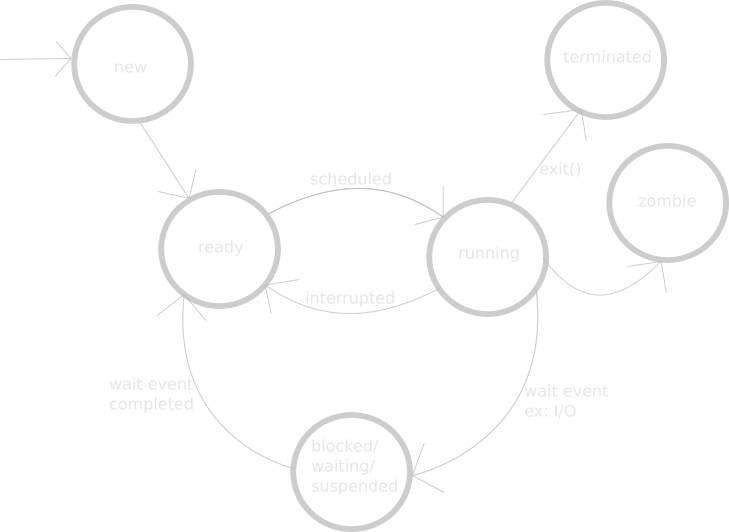 new
terminated
exit()
scheduled
zombie
ready
running
interrupted
wait event
completed
wait event
ex: I/O
blocked/
waiting/
suspended